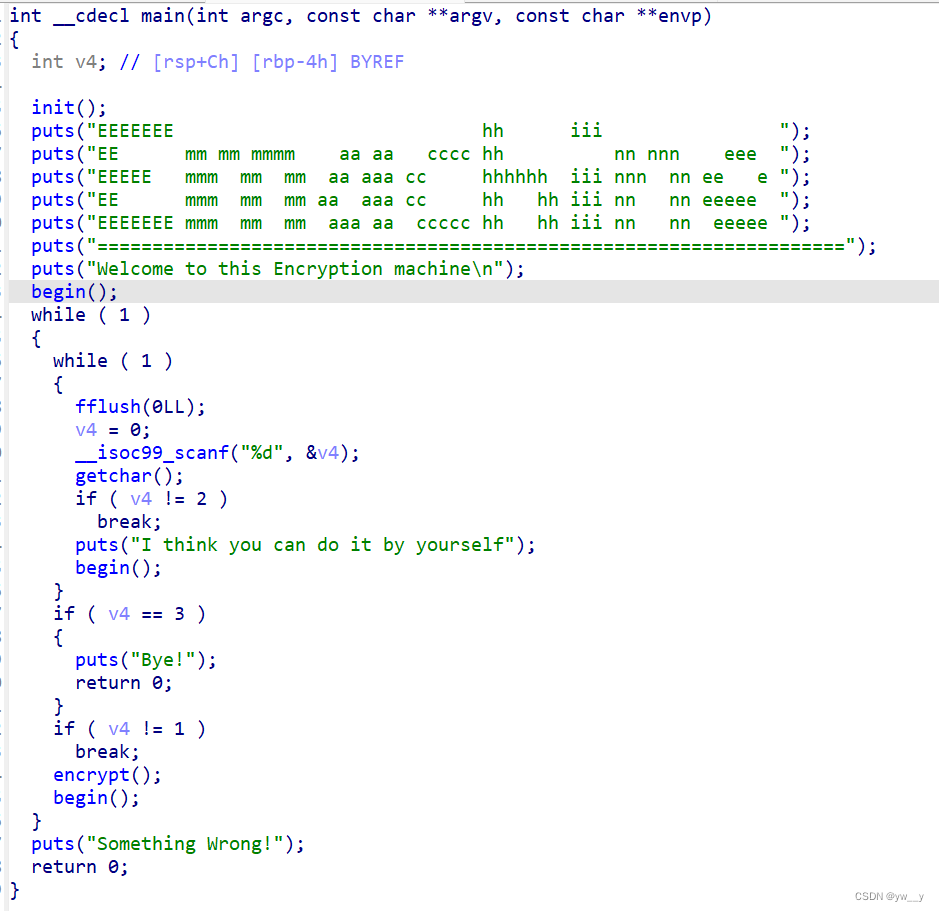 int __cdecl main(int argc, const char **argv, const char **envp)
{
  int v4; // [rsp+Ch] [rbp-4h] BYREF

  init();
  puts("EEEEEEE                            hh      iii                ");
  puts("EE      mm mm mmmm    aa aa   cccc hh          nn nnn    eee  ");
  puts("EEEEE   mmm  mm  mm  aa aaa cc     hhhhhh  iii nnn  nn ee   e ");
  puts("EE      mmm  mm  mm aa  aaa cc     hh   hh iii nn   nn eeeee  ");
  puts("EEEEEEE mmm  mm  mm  aaa aa  ccccc hh   hh iii nn   nn  eeeee ");
  puts("====================================================================");
  puts("Welcome to this Encryption machine\n");
  begin();
  while ( 1 )
  {
    while ( 1 )
    {
      fflush(0LL);
      v4 = 0;
      __isoc99_scanf("%d", &v4);
      getchar();
      if ( v4 != 2 )
        break;
      puts("I think you can do it by yourself");
      begin();
    }
    if ( v4 == 3 )
    {
      puts("Bye!");
      return 0;
    }
    if ( v4 != 1 )
      break;
    encrypt();
    begin();
  }
  puts("Something Wrong!");
  return 0;
}
CSDN @yw__y